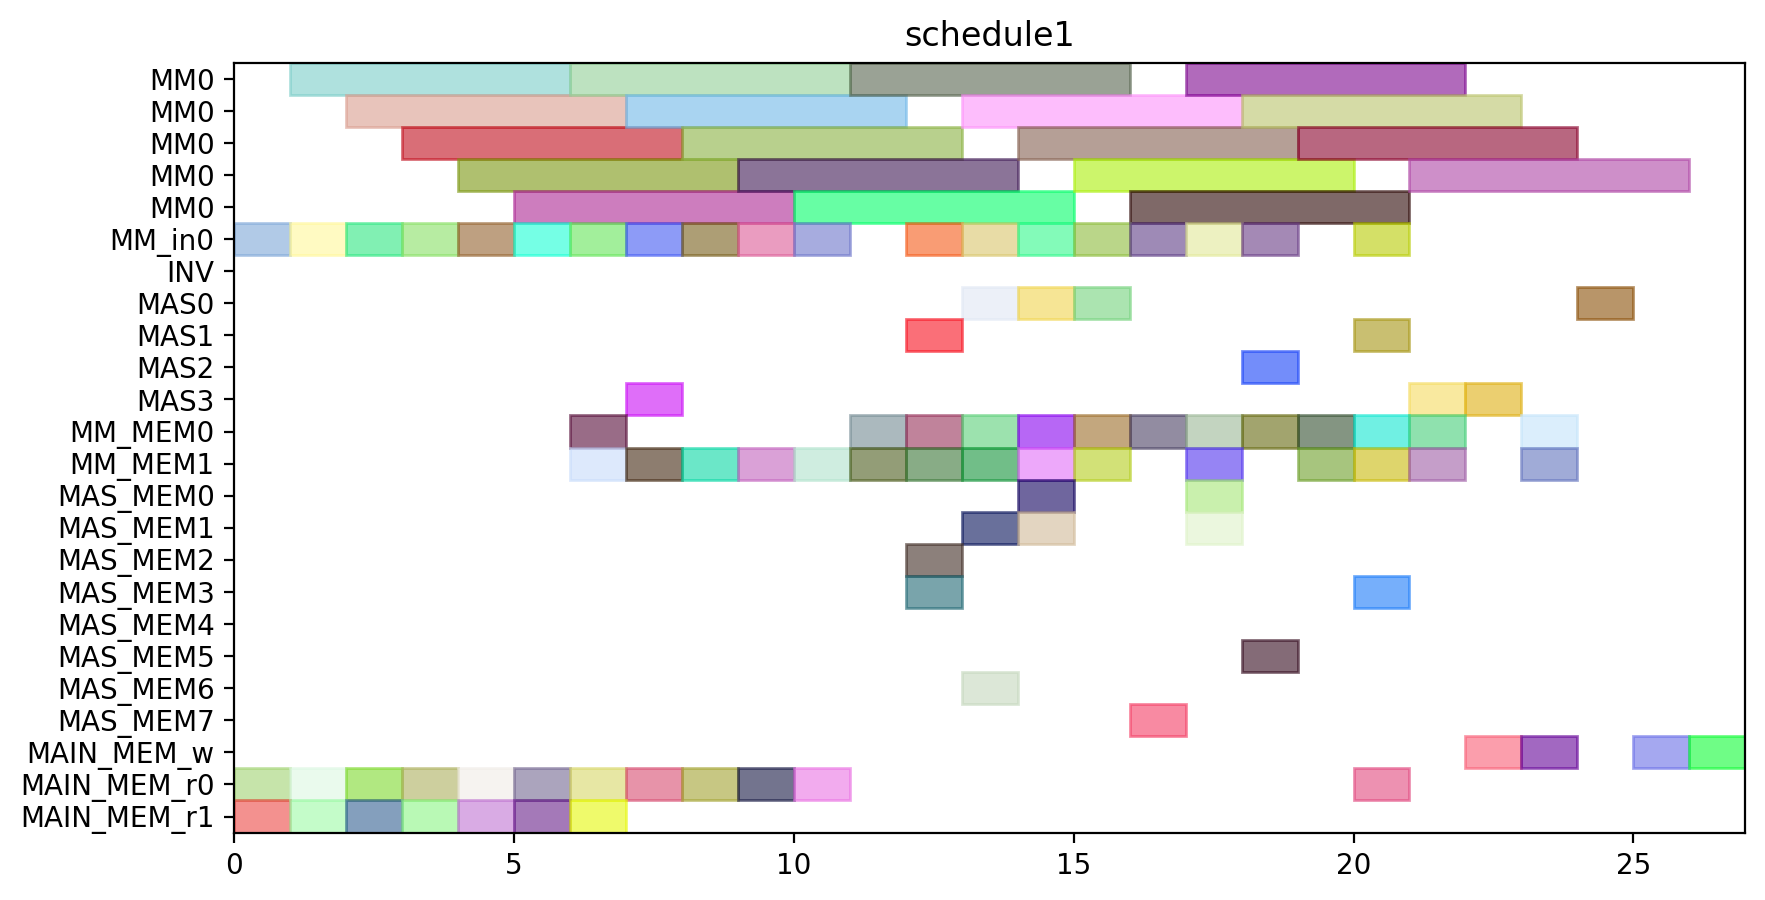 schedule1
MM0
MM0
MM0
MM0
MM0
MM_in0
INV
MAS0
MAS1
MAS2
MAS3
MM_MEM0
MM_MEM1
MAS_MEM0
MAS_MEM1
MAS_MEM2
MAS_MEM3
MAS_MEM4
MAS_MEM5
MAS_MEM6
MAS_MEM7
MAIN_MEM_w
MAIN_MEM_r0
MAIN_MEM_r1
0 5 10 15 20 25